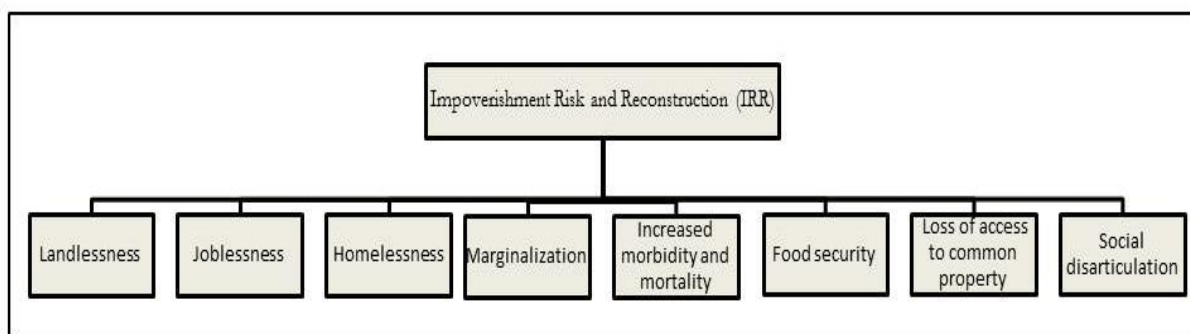 Impoverishment Risk and Reconstruction (IRR)
Landlessness
Joblessness
Homelessness
Marginalization
Increased
morbidity and
mortality
Food security
Loss of access
to common
property
Social
disarticulation